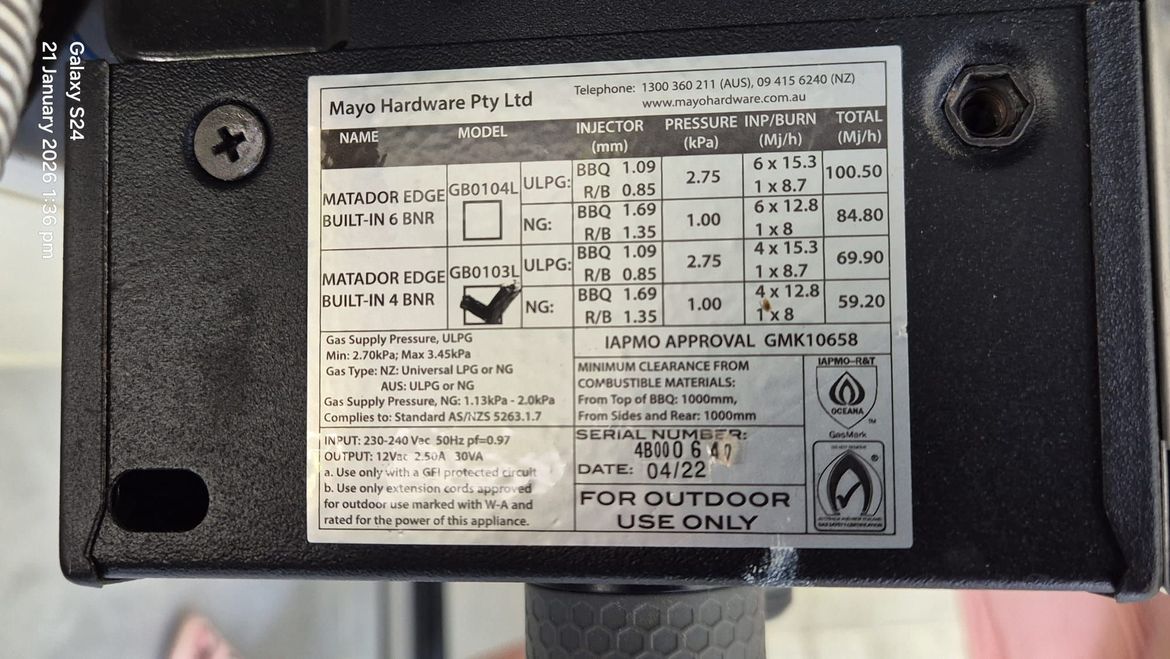 Galaxy S24
21 January 2026 1:36 pm
Mayo Hardware Pty Ltd
Telephone: 1300 360 211 (AUS), 09 415 6240 (NZ)
www.mayohardware.com.au
NAME MODEL INJECTOR (mm) PRESSURE (kPa) INP/BURN (Mj/h) TOTAL (Mj/h)
MATADOR EDGE BUILT-IN 6 BNR GB0104L
ULPG: BBQ 1.09 R/B 0.85 2.75 6 x 15.3 1 x 8.7 100.50
NG: BBQ 1.69 R/B 1.35 1.00 6 x 12.8 1 x 8 84.80
MATADOR EDGE BUILT-IN 4 BNR GB0103L
ULPG: BBQ 1.09 R/B 0.85 2.75 4 x 15.3 1 x 8.7 69.90
NG: BBQ 1.69 R/B 1.35 1.00 4 x 12.8 1 x 8 59.20
Gas Supply Pressure, ULPG
Min: 2.70kPa; Max 3.45kPa
Gas Type: NZ: Universal LPG or NG
AUS: ULPG or NG
Gas Supply Pressure, NG: 1.13kPa - 2.0kPa
Complies to: Standard AS/NZS 5263.1.7
INPUT: 230-240 Vac 50Hz pf=0.97
OUTPUT: 12Vac 2.50A 30VA
a. Use only with a GFI protected circuit
b. Use only extension cords approved
for outdoor use marked with W-A and
rated for the power of this appliance.
IAPMO APPROVAL GMK10658
MINIMUM CLEARANCE FROM
COMBUSTIBLE MATERIALS:
From Top of BBQ: 1000mm,
From Sides and Rear: 1000mm
SERIAL NUMBER:
4B000 6
DATE: 04/22
FOR OUTDOOR
USE ONLY
IAPMO-R&T
OCEANA
TM
GasMark
®